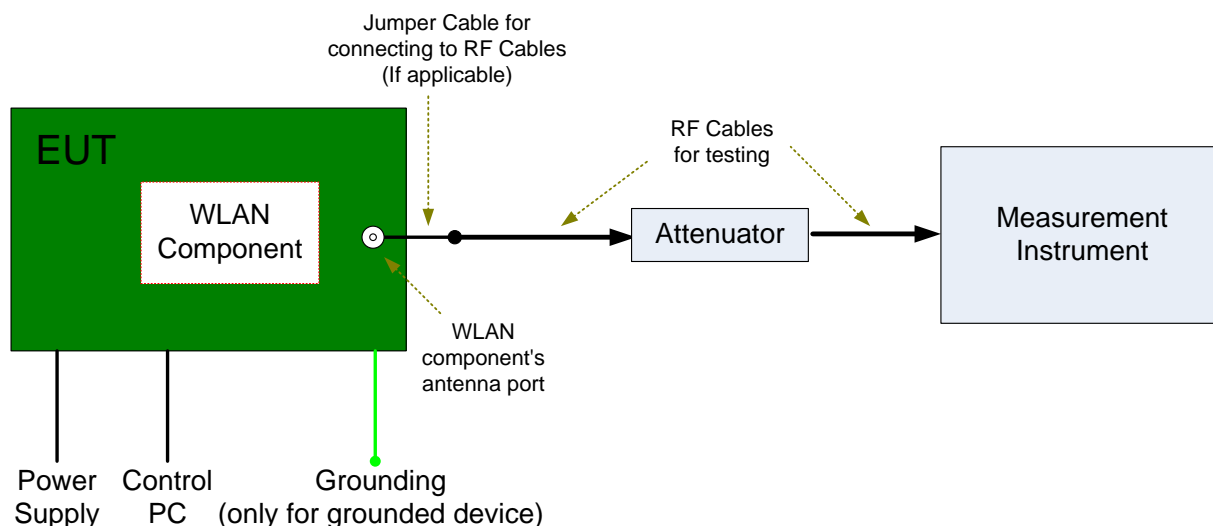 Jumper Cable for
connecting to RF Cables
(If applicable)
EUT
WLAN
Component
RF Cables
for testing
Attenuator
Measurement
Instrument
WLAN
component's
antenna port
Power
Supply
Control
PC
Grounding
(only for grounded device)